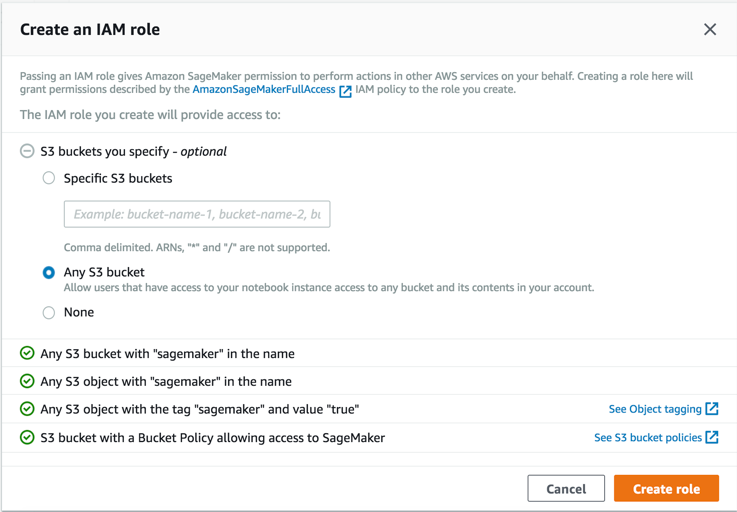 Create an IAM role
Passing an IAM role gives Amazon SageMaker permission to perform actions in other AWS services on your behalf. Creating a role here will
grant permissions described by the AmazonSageMakerFullAccess IAM policy to the role you create.
The IAM role you create will provide access to:
S3 buckets you specify - optional
Specific S3 buckets
Example: bucket-name-1, bucket-name-2, bu
Comma delimited. ARNs, "*" and "/" are not supported.
Any S3 bucket
Allow users that have access to your notebook instance access to any bucket and its contents in your account.
None
Any S3 bucket with "sagemaker" in the name
Any S3 object with "sagemaker" in the name
Any S3 object with the tag "sagemaker" and value "true" See Object tagging
S3 bucket with a Bucket Policy allowing access to SageMaker See S3 bucket policies
Cancel Create role